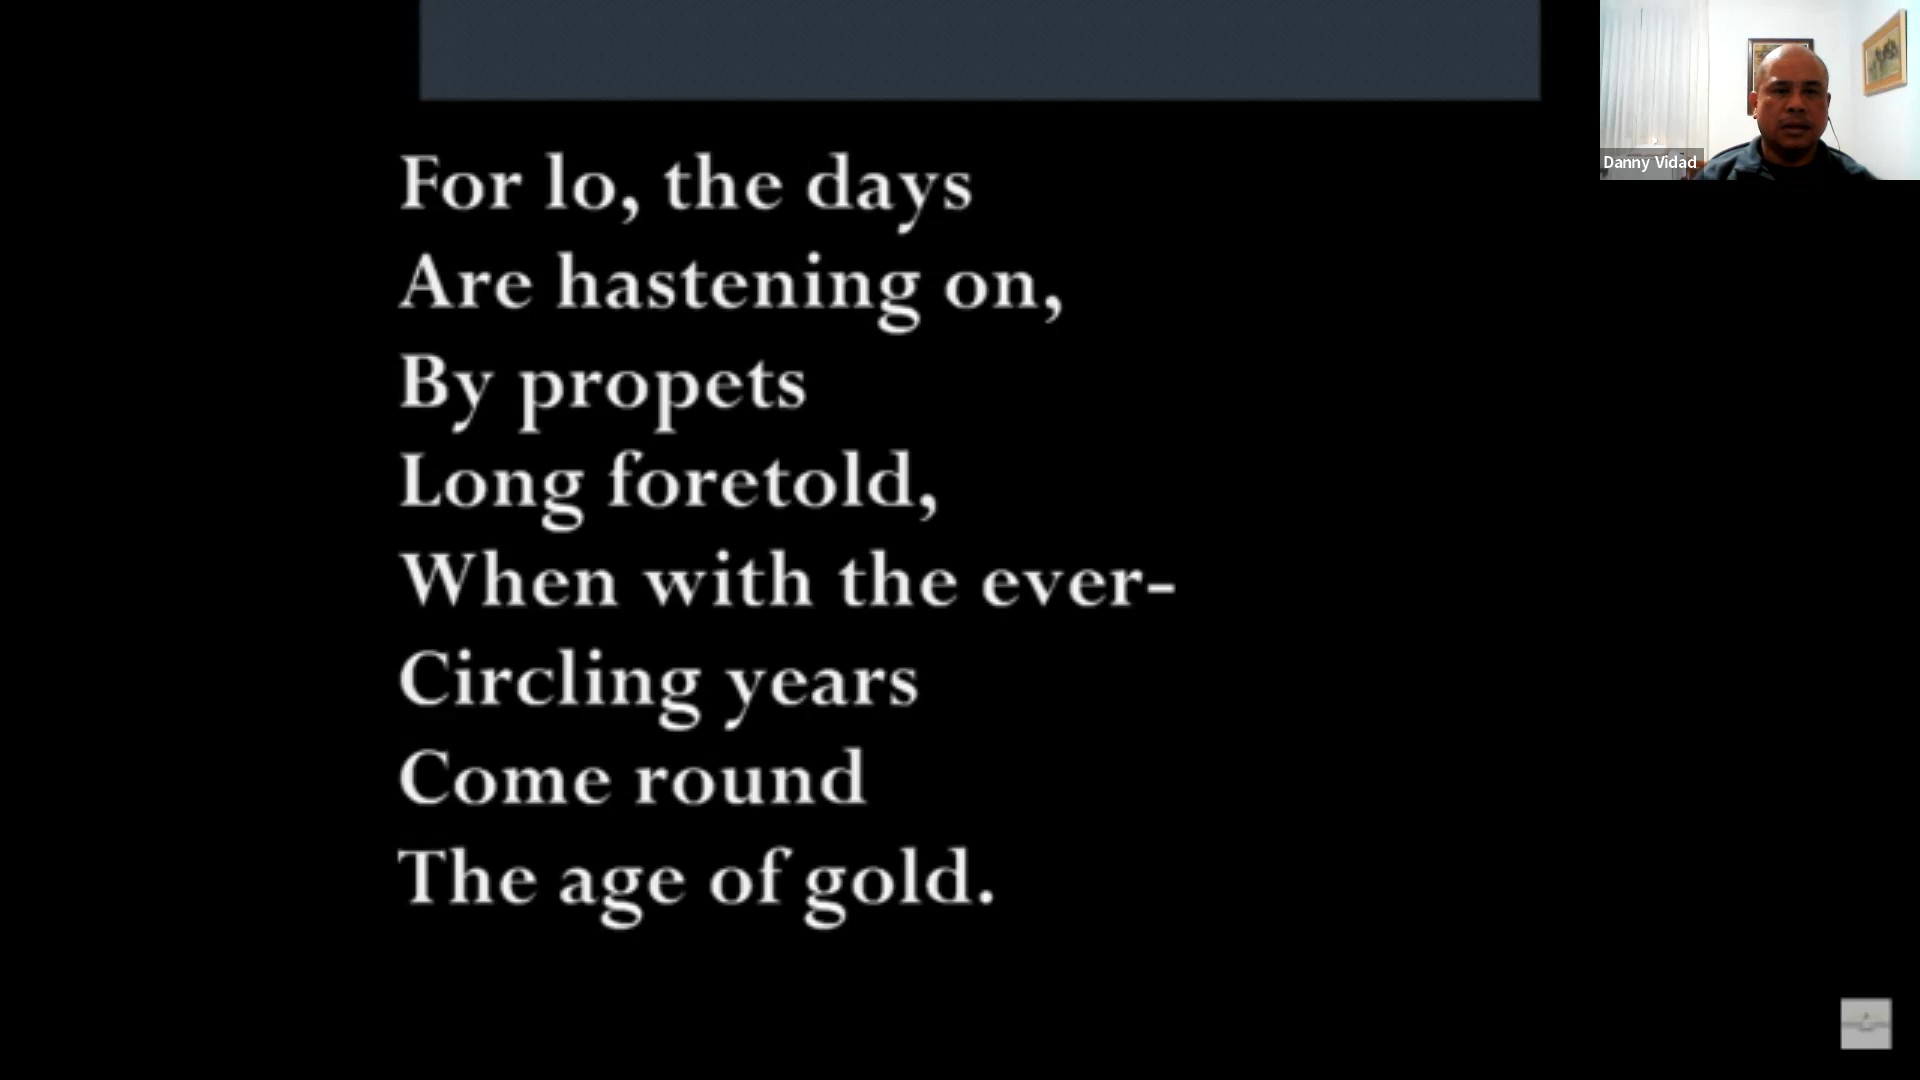 For lo, the days
Are hastening on,
By propets
Long foretold,
When with the ever-
Circling years
Come round
The age of gold.
Danny Vidad